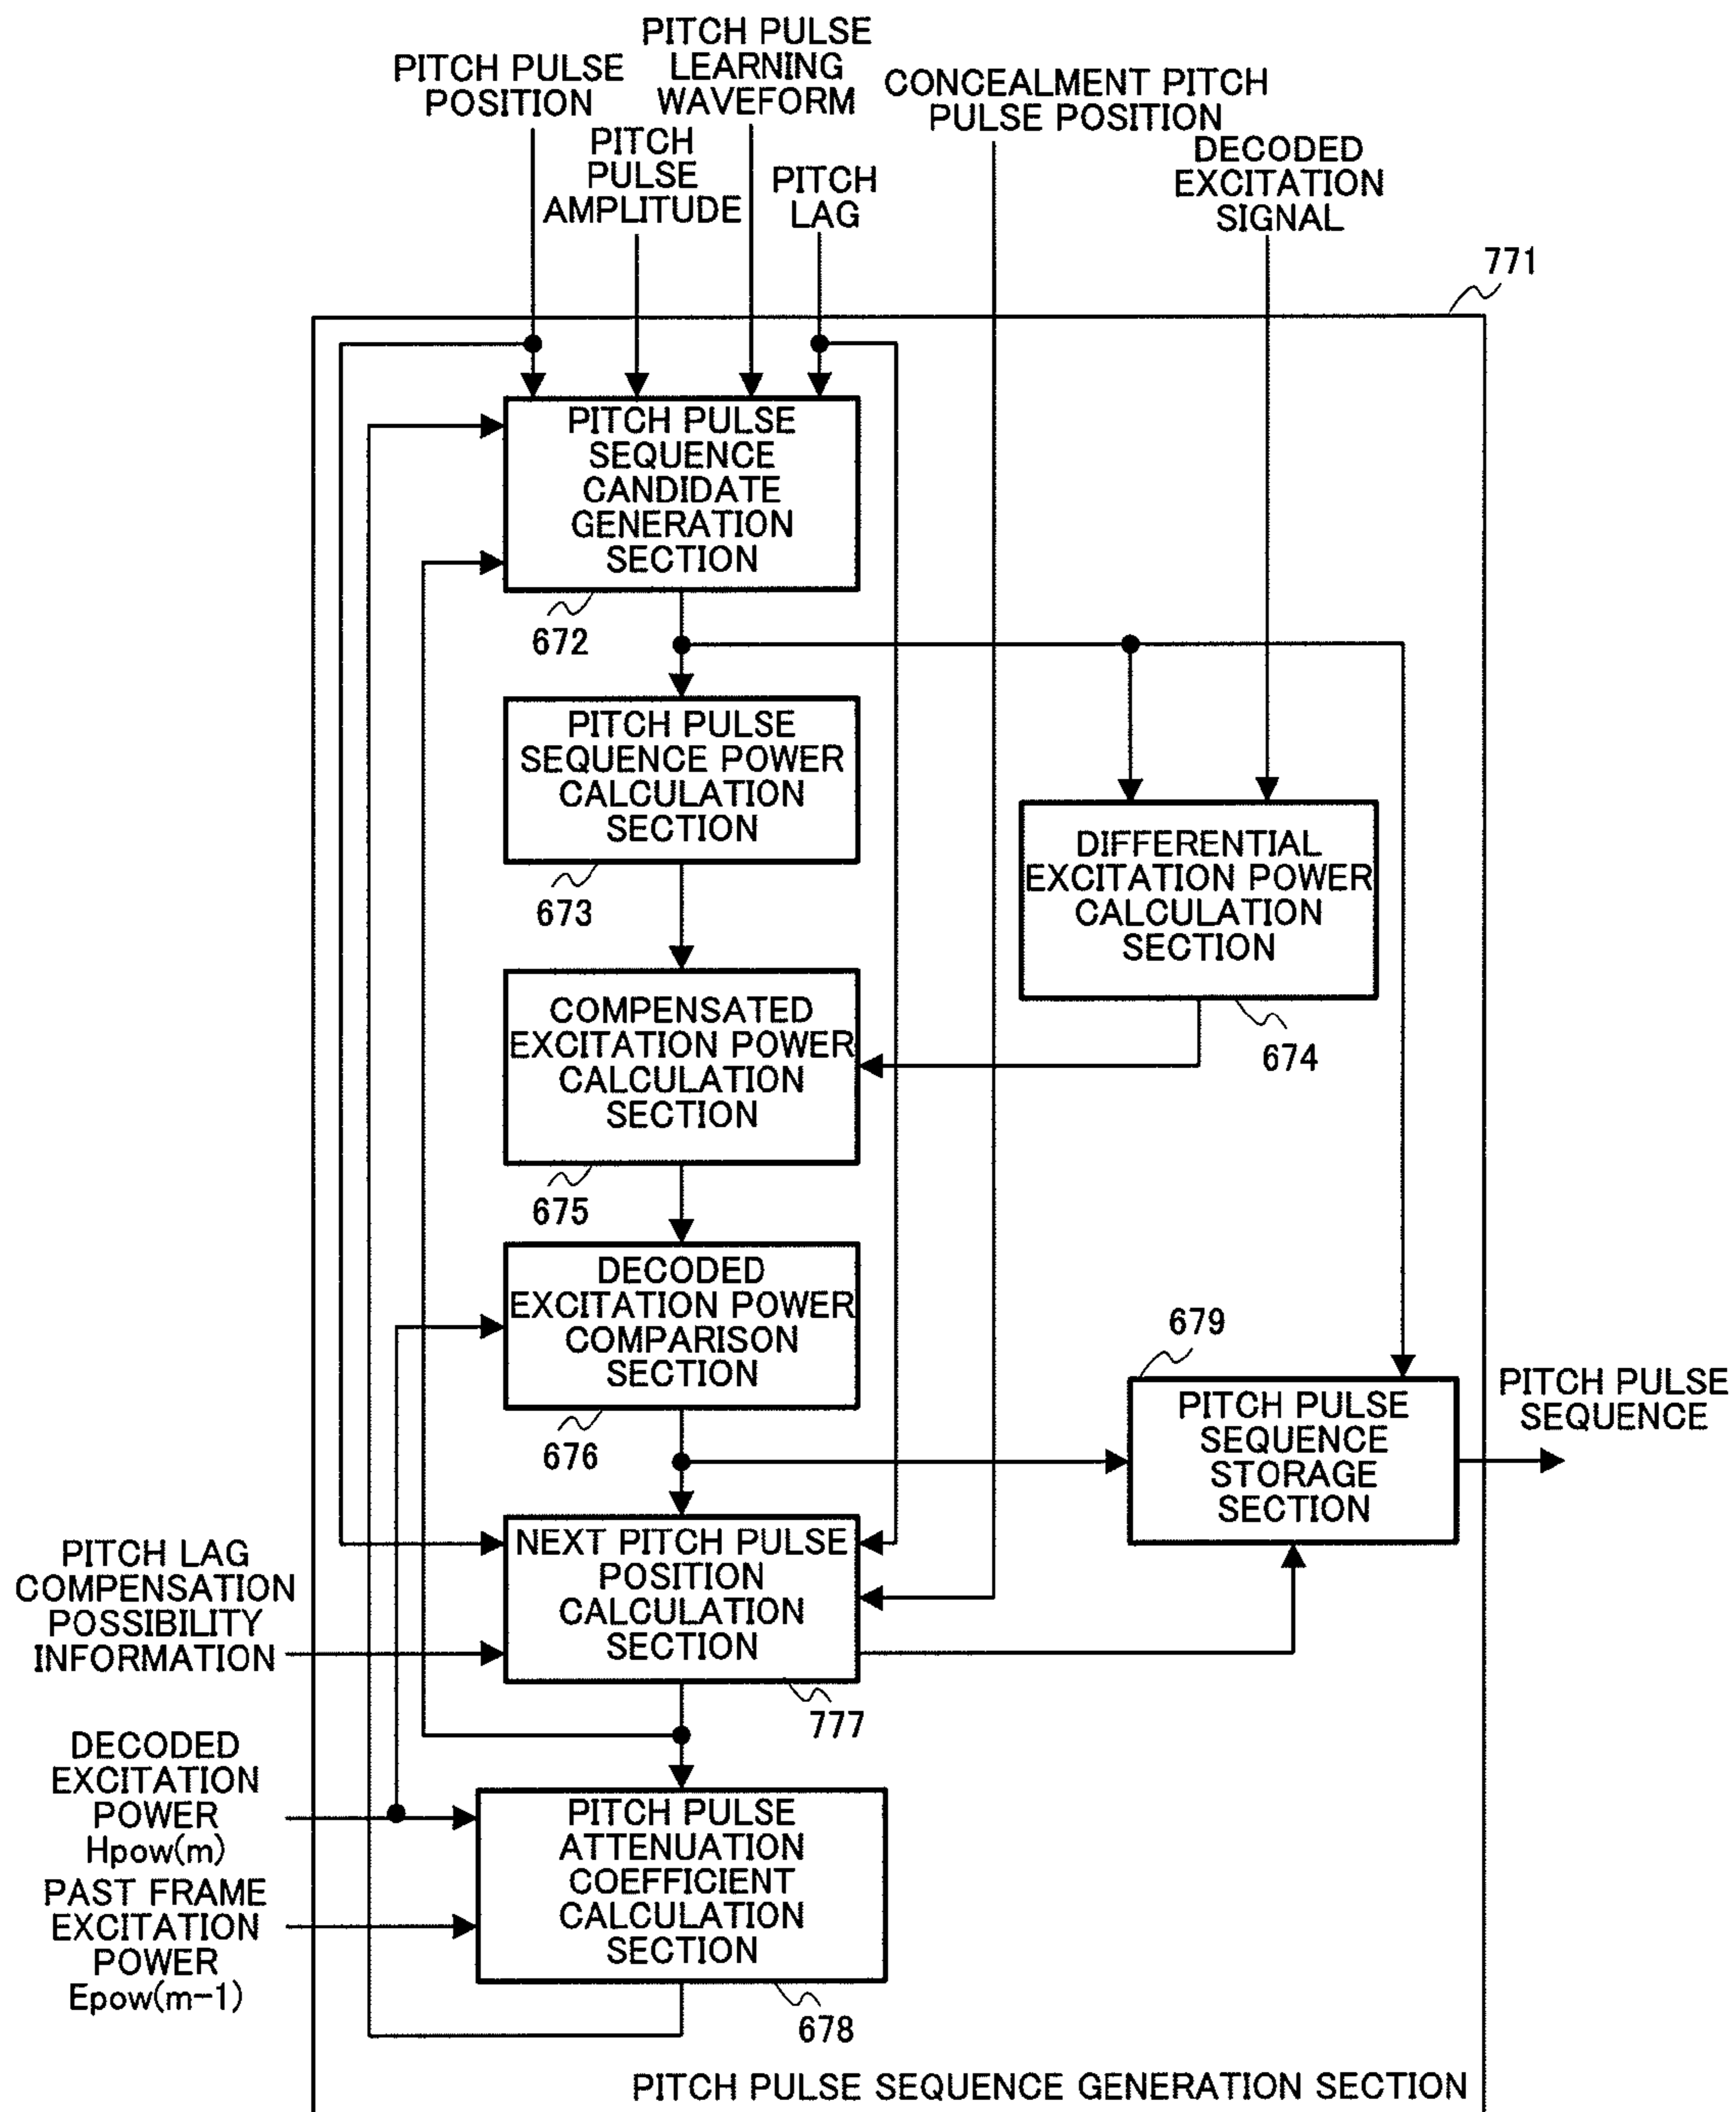 PITCH PULSE
POSITION
PITCH PULSE
LEARNING
WAVEFORM
PITCH
PULSE
AMPLITUDE
PITCH
LAG
CONCEALMENT PITCH
PULSE POSITION
DECODED
EXCITATION
SIGNAL
771
PITCH PULSE
SEQUENCE
CANDIDATE
GENERATION
SECTION
672
PITCH PULSE
SEQUENCE POWER
CALCULATION
SECTION
673
DIFFERENTIAL
EXCITATION POWER
CALCULATION
SECTION
674
COMPENSATED
EXCITATION POWER
CALCULATION
SECTION
675
DECODED
EXCITATION POWER
COMPARISON
SECTION
676
679
PITCH PULSE
SEQUENCE
STORAGE
SECTION
PITCH PULSE
SEQUENCE
NEXT PITCH PULSE
POSITION
CALCULATION
SECTION
777
PITCH LAG
COMPENSATION
POSSIBILITY
INFORMATION
DECODED
EXCITATION
POWER
Hpow(m)
PAST FRAME
EXCITATION
POWER
Epow(m-1)
PITCH PULSE
ATTENUATION
COEFFICIENT
CALCULATION
SECTION
678
PITCH PULSE SEQUENCE GENERATION SECTION